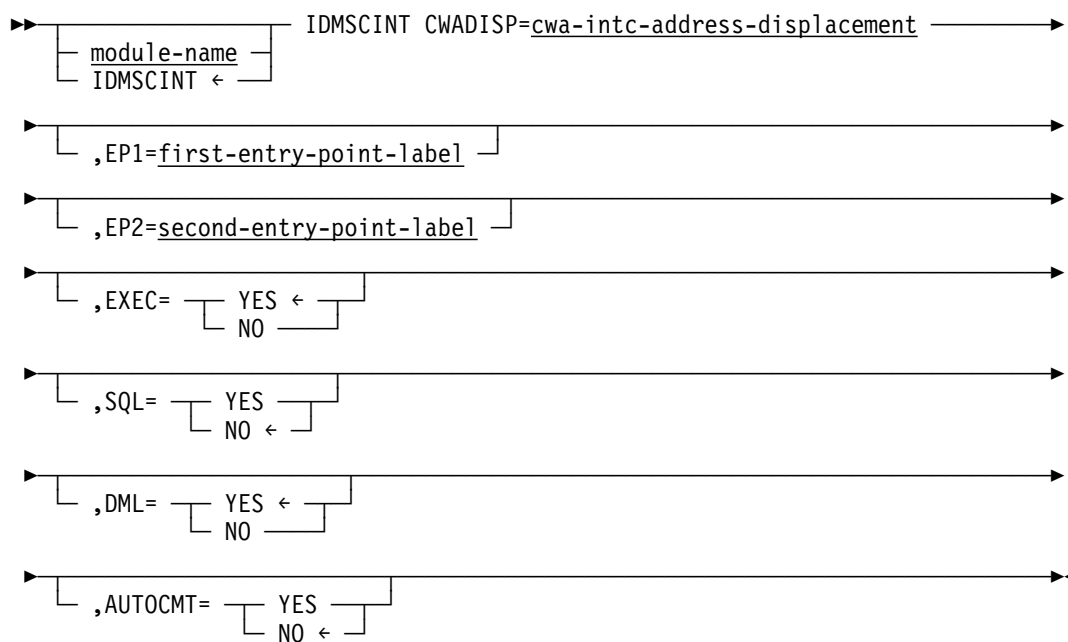 IDMSCINT CWADISP=cwa-intc-address-displacement
module-name
IDMSCINT ←
,EP1=first-entry-point-label
,EP2=second-entry-point-label
,EXEC= YES ←
NO
,SQL= YES
NO ←
,DML= YES ←
NO
,AUTOCMT= YES
NO ←